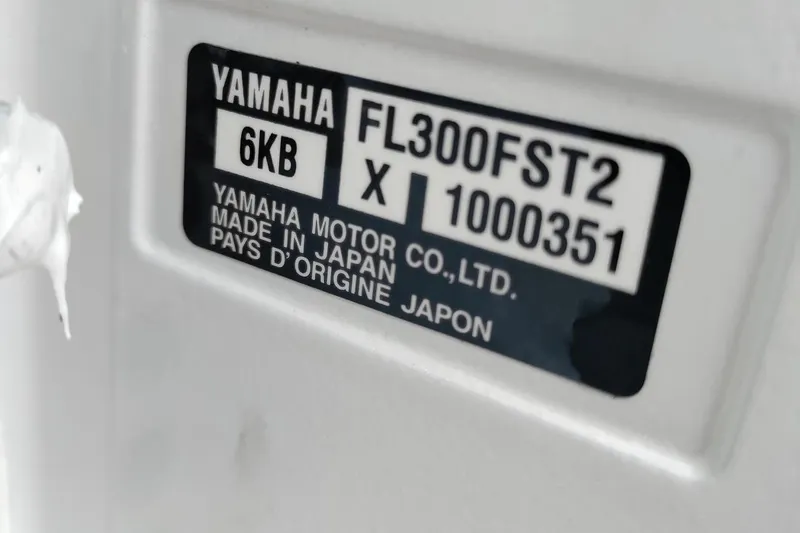 YAMAHA FL300FST2
6KB X 1000351
YAMAHA MOTOR CO.,LTD.
MADE IN JAPAN
PAYS D'ORIGINE JAPON